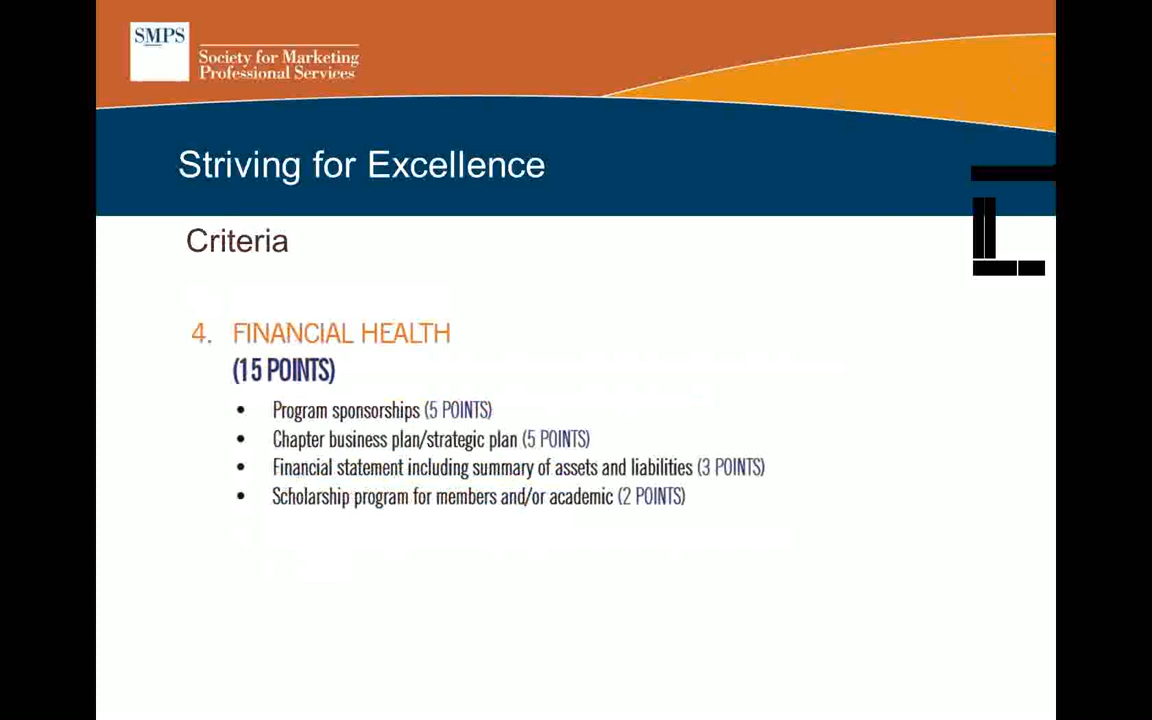 SMPS
Society for Marketing
Professional Services
Striving for Excellence
Criteria
4. FINANCIAL HEALTH
(15 POINTS)
• Program sponsorships (5 POINTS)
• Chapter business plan/strategic plan (5 POINTS)
• Financial statement including summary of assets and liabilities (3 POINTS)
• Scholarship program for members and/or academic (2 POINTS)